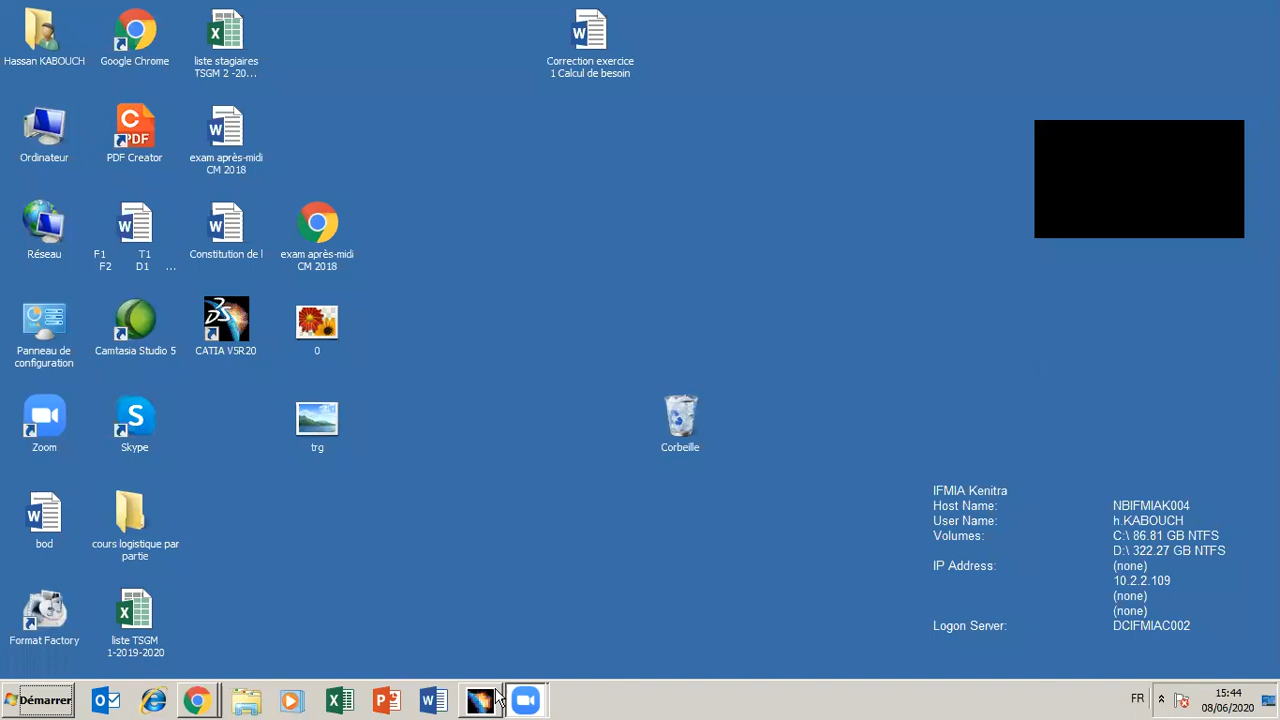 Hassan KABOUCH
Google Chrome
liste stagiaires
TSGM 2 -20...
Correction exercice
1 Calcul de besoin
Ordinateur
PDF Creator
exam après-midi
CM 2018
Réseau
F1 T1
F2 D1 ...
Constitution de l
exam après-midi
CM 2018
Panneau de
configuration
Camtasia Studio 5
CATIA V5R20
0
Zoom
Skype
trg
Corbeille
bod
cours logistique par
partie
Format Factory
liste TSGM
1-2019-2020
IFMIA Kenitra
Host Name: NBIFMIAK004
User Name: h.KABOUCH
Volumes: C:\ 86.81 GB NTFS
D:\ 322.27 GB NTFS
IP Address: (none)
10.2.2.109
(none)
(none)
Logon Server: DCIFMIAC002
Démarrer
FR
15:44
08/06/2020